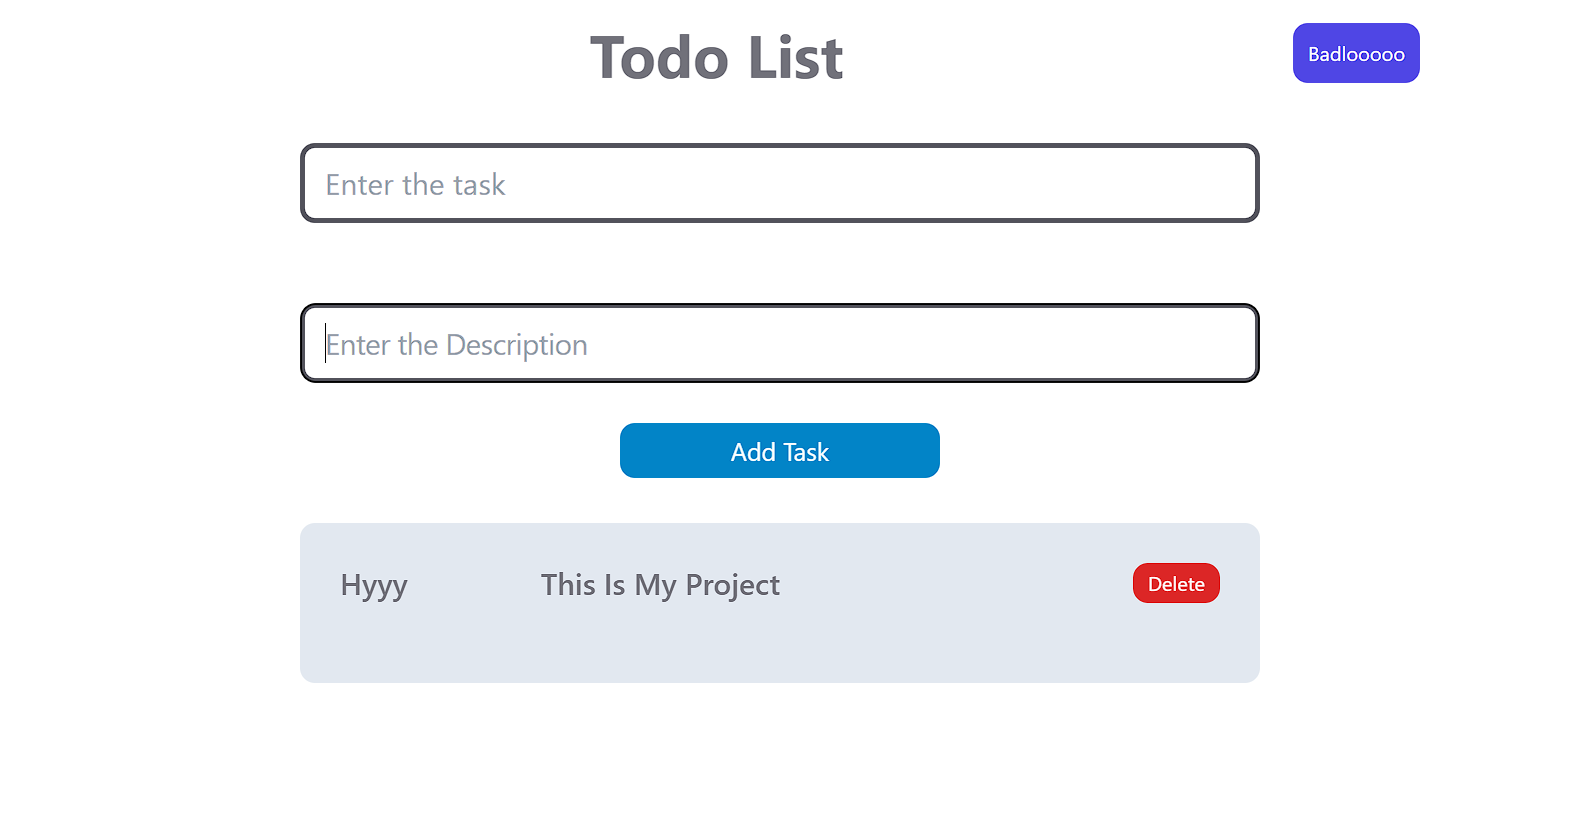 Todo List
Badlooooo
Enter the task
Enter the Description
Add Task
Hyyy
This Is My Project
Delete